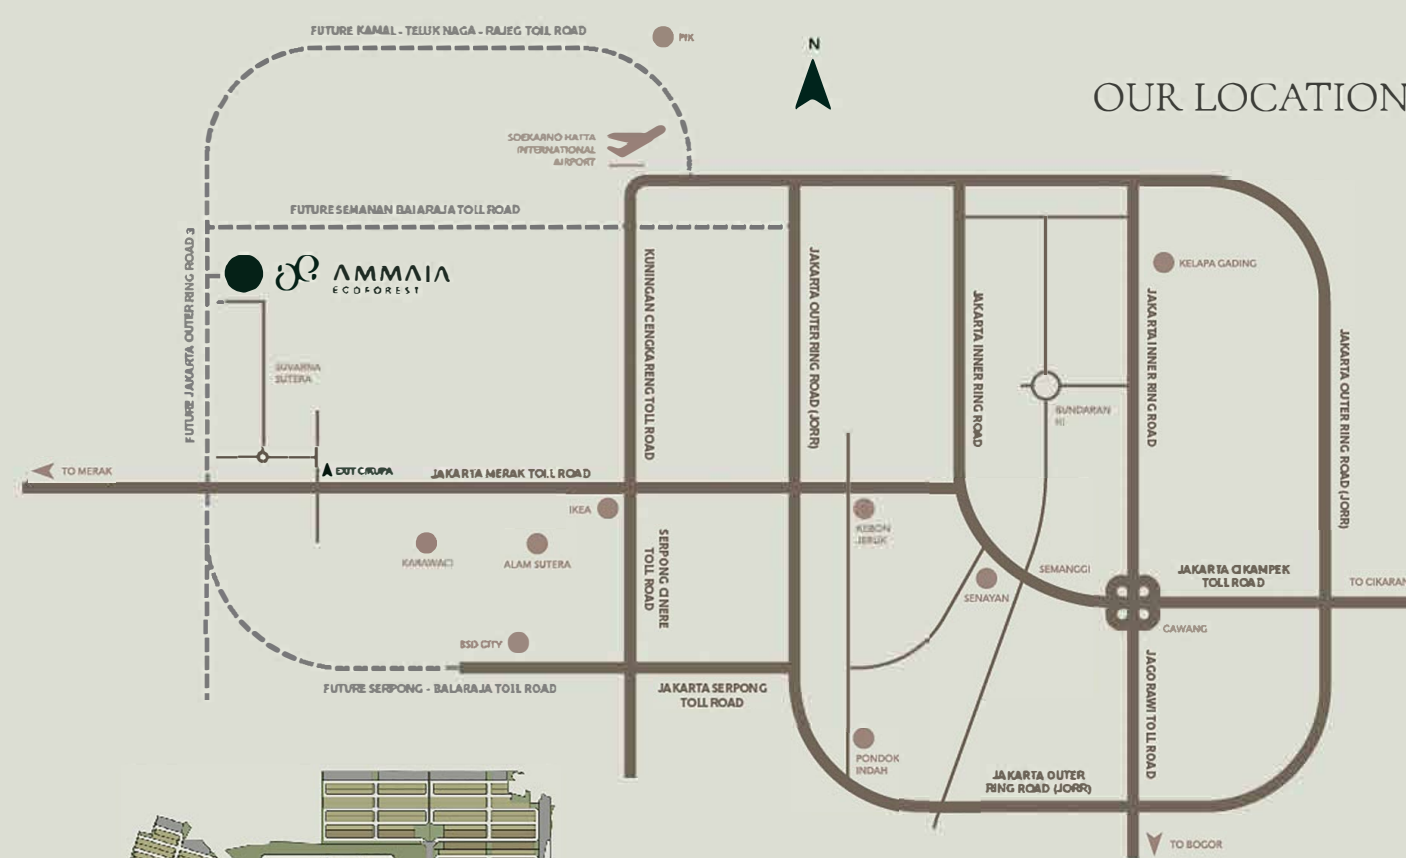 FUTURE KAMAL - TELUK NAGA - RAJEG TOLL ROAD
PIK
N
OUR LOCATION
SOEKARNO HATTA
INTERNATIONAL
AIRPORT
FUTURE SEMANAN BALARAJA TOLL ROAD
FUTURE JAKARTA OUTER RING ROAD 3
AMMAIA
ECOFOREST
KUNINGAN CENGKARENG TOLL ROAD
JAKARTA OUTER RING ROAD (JORR)
JAKARTA INNER RING ROAD
JAKARTA INNER RING ROAD
KELAPA GADING
JAKARTA OUTER RING ROAD (JORR)
SUVARNA
SUTERA
BUNDARAN
HI
TO MERAK
EXIT CIKUPA
JAKARTA MERAK TOLL ROAD
IKEA
KEBON
JERUK
KARAWACI
ALAM SUTERA
SERPONG CINERE
TOLL ROAD
SENAYAN
SEMANGGI
JAKARTA CIKAMPEK
TOLL ROAD
TO CIKARAN
CAWANG
BSD CITY
FUTURE SERPONG - BALARAJA TOLL ROAD
JAKARTA SERPONG
TOLL ROAD
JAGORAWI TOLL ROAD
PONDOK
INDAH
JAKARTA OUTER
RING ROAD (JORR)
TO BOGOR